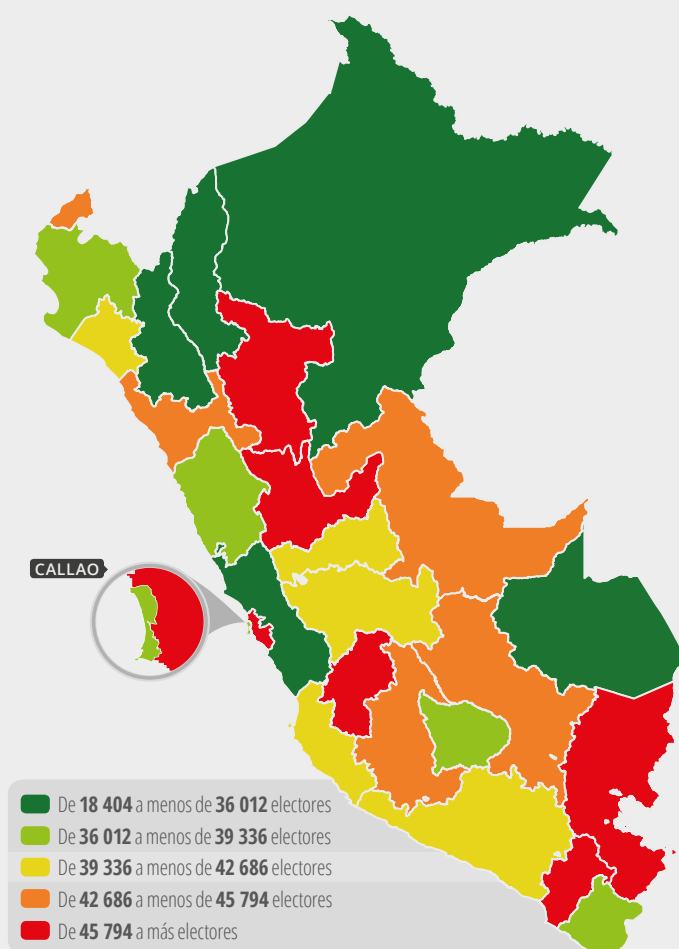 CALLAO
De 18 404 a menos de 36 012 electores
De 36 012 a menos de 39 336 electores
De 39 336 a menos de 42 686 electores
De 42 686 a menos de 45 794 electores
De 45 794 a más electores